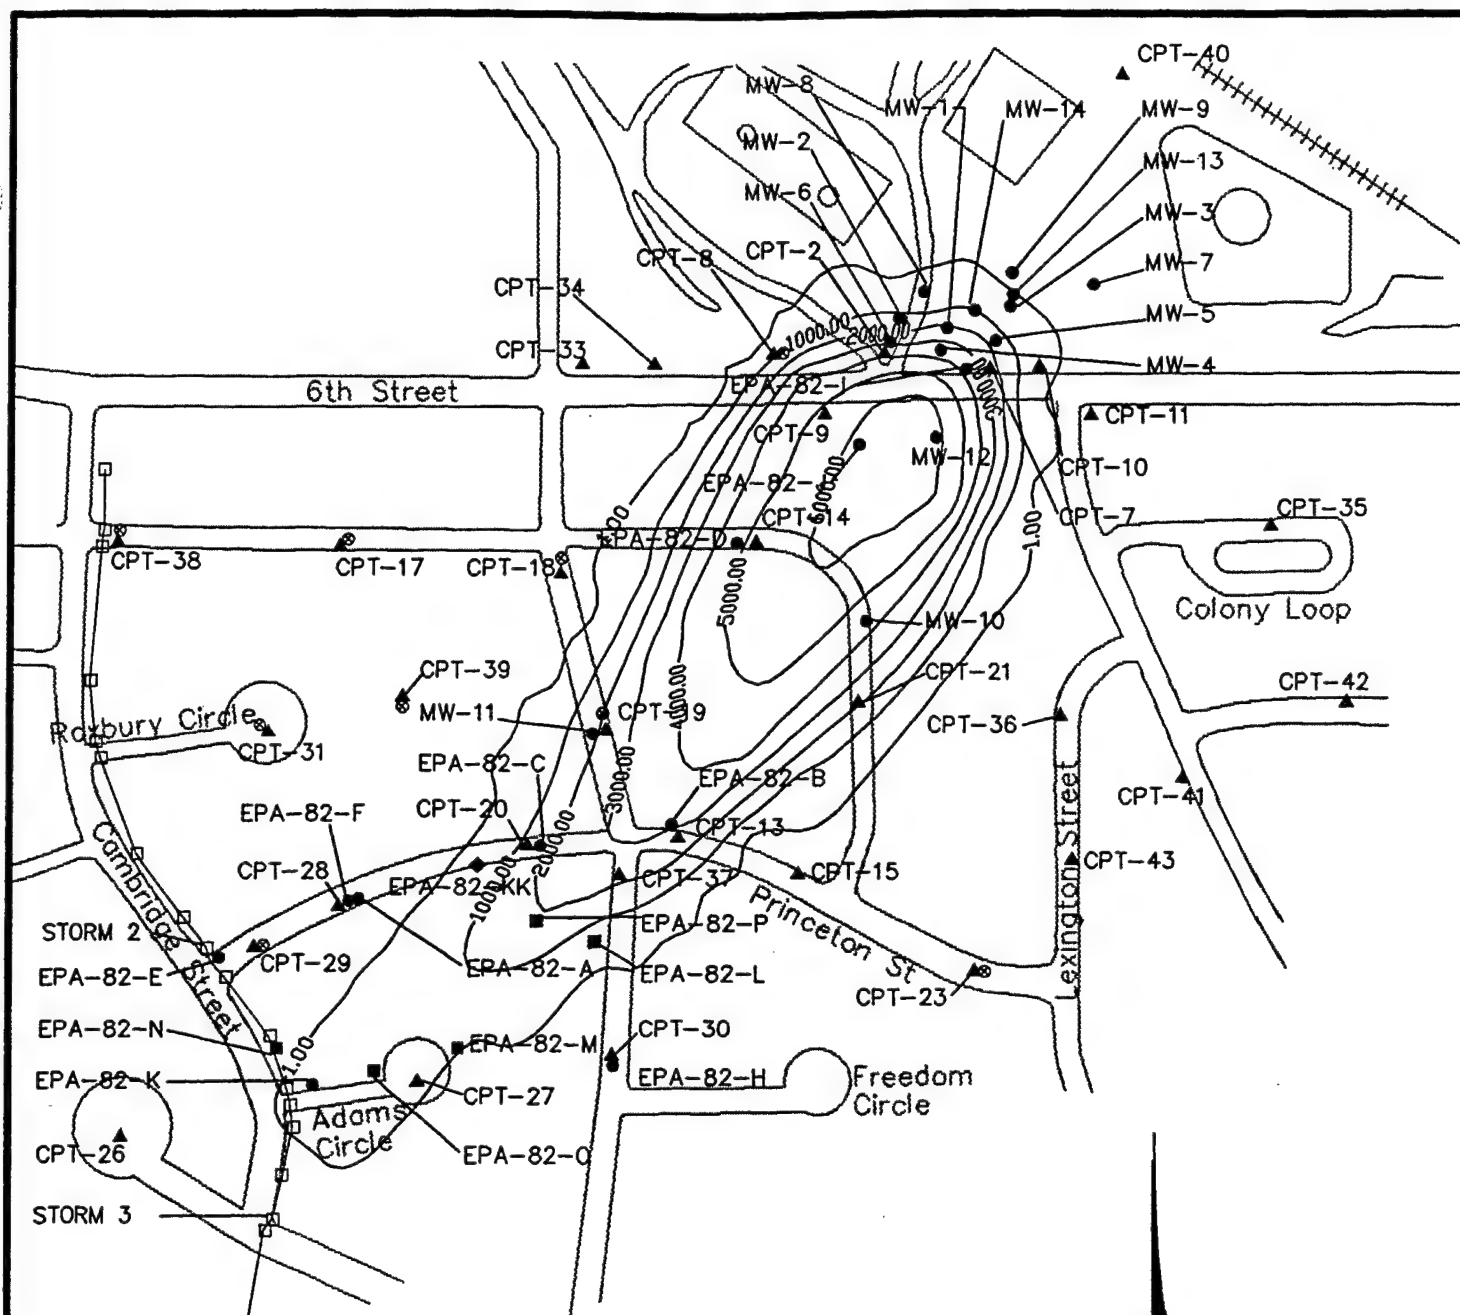 CPT-40
MW-8
MW-1
MW-14
MW-9
MW-2
MW-13
MW-6
MW-3
CPT-8
CPT-2
MW-7
CPT-34
MW-5
1000.00
2000.00
CPT-33
MW-4
EPA-82-I
3000.00
6th Street
CPT-9
CPT-11
MW-12
CPT-10
EPA-82-
6000.00
1.00
CPT-14
CPT-7
CPT-35
1.00
EPA-82-D
CPT-38
CPT-17
CPT-18
5000.00
Colony Loop
MW-10
CPT-39
CPT-21
CPT-42
4000.00
Roxbury Circle
MW-11
CPT-19
CPT-36
CPT-31
EPA-82-C
3000.00
EPA-82-B
CPT-41
EPA-82-F
CPT-20
CPT-13
2000.00
Lexington Street
CPT-43
Cambridge Street
CPT-28
1000.00
EPA-82-KK
CPT-37
CPT-15
Princeton St
STORM 2
EPA-82-P
EPA-82-E
CPT-29
EPA-82-A
EPA-82-L
CPT-23
EPA-82-N
1.00
EPA-82-M
CPT-30
EPA-82-K
EPA-82-H
Freedom
Circle
CPT-27
Adams
Circle
CPT-26
EPA-82-O
STORM 3